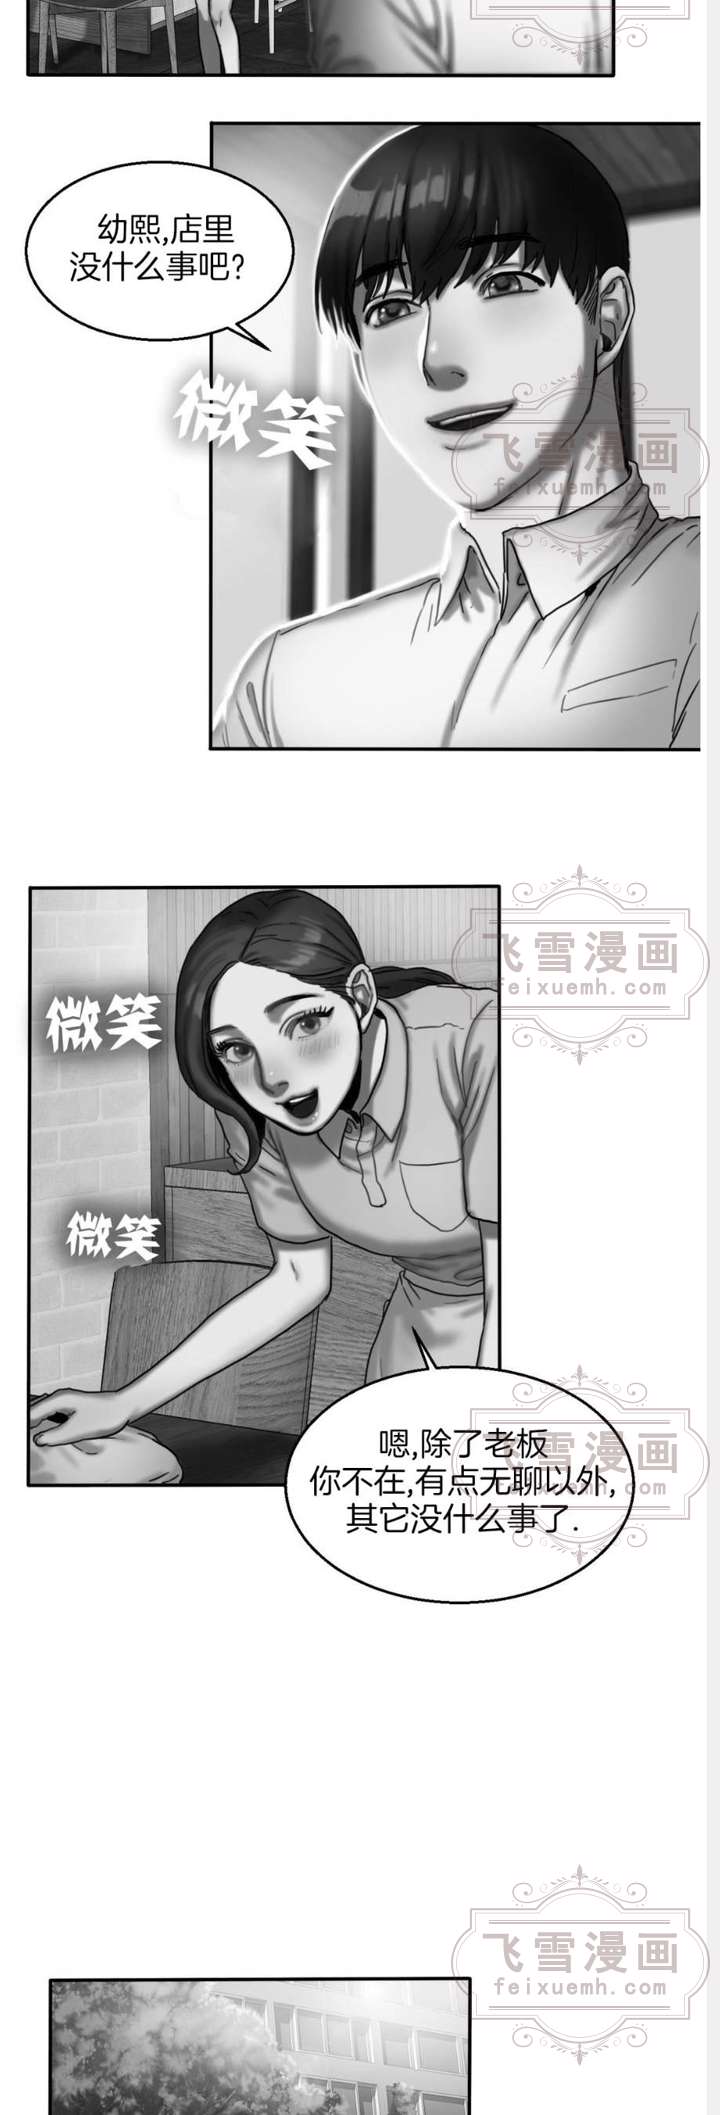 幼熙,店里
没什么事吧?
微笑
飞雪漫画
feixuemh.com
飞雪漫画
feixuemh.com
微笑
微笑
嗯,除了老板
你不在,有点无聊以外,
其它没什么事了.
飞雪漫画
feixuemh.com
飞雪漫画
feixuemh.com